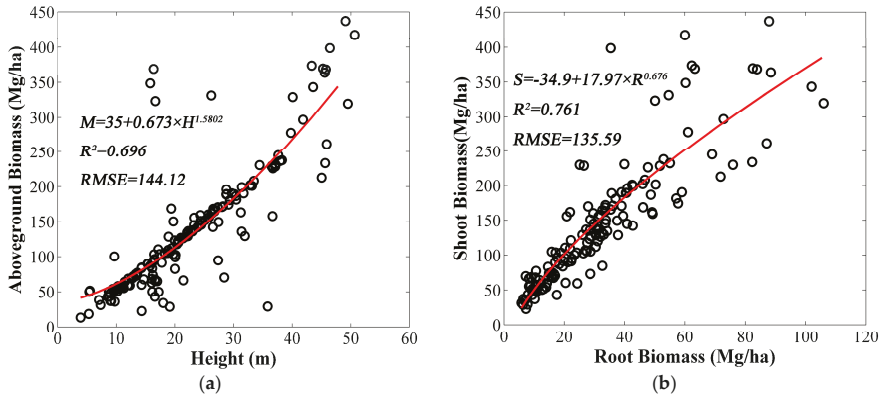 (a)
450
400
350
300
250
200
150
100
50
0
Aboveground Biomass (Mg/ha)
M=35+0.673×H^1.5802
R²−0.696
RMSE=144.12
0 10 20 30 40 50 60
Height (m)
(a)
450
400
350
300
250
200
150
100
50
0
Shoot Biomass(Mg/ha)
S=-34.9+17.97×R^0.676
R²=0.761
RMSE=135.59
0 20 40 60 80 100 120
Root Biomass (Mg/ha)
(b)
(b)